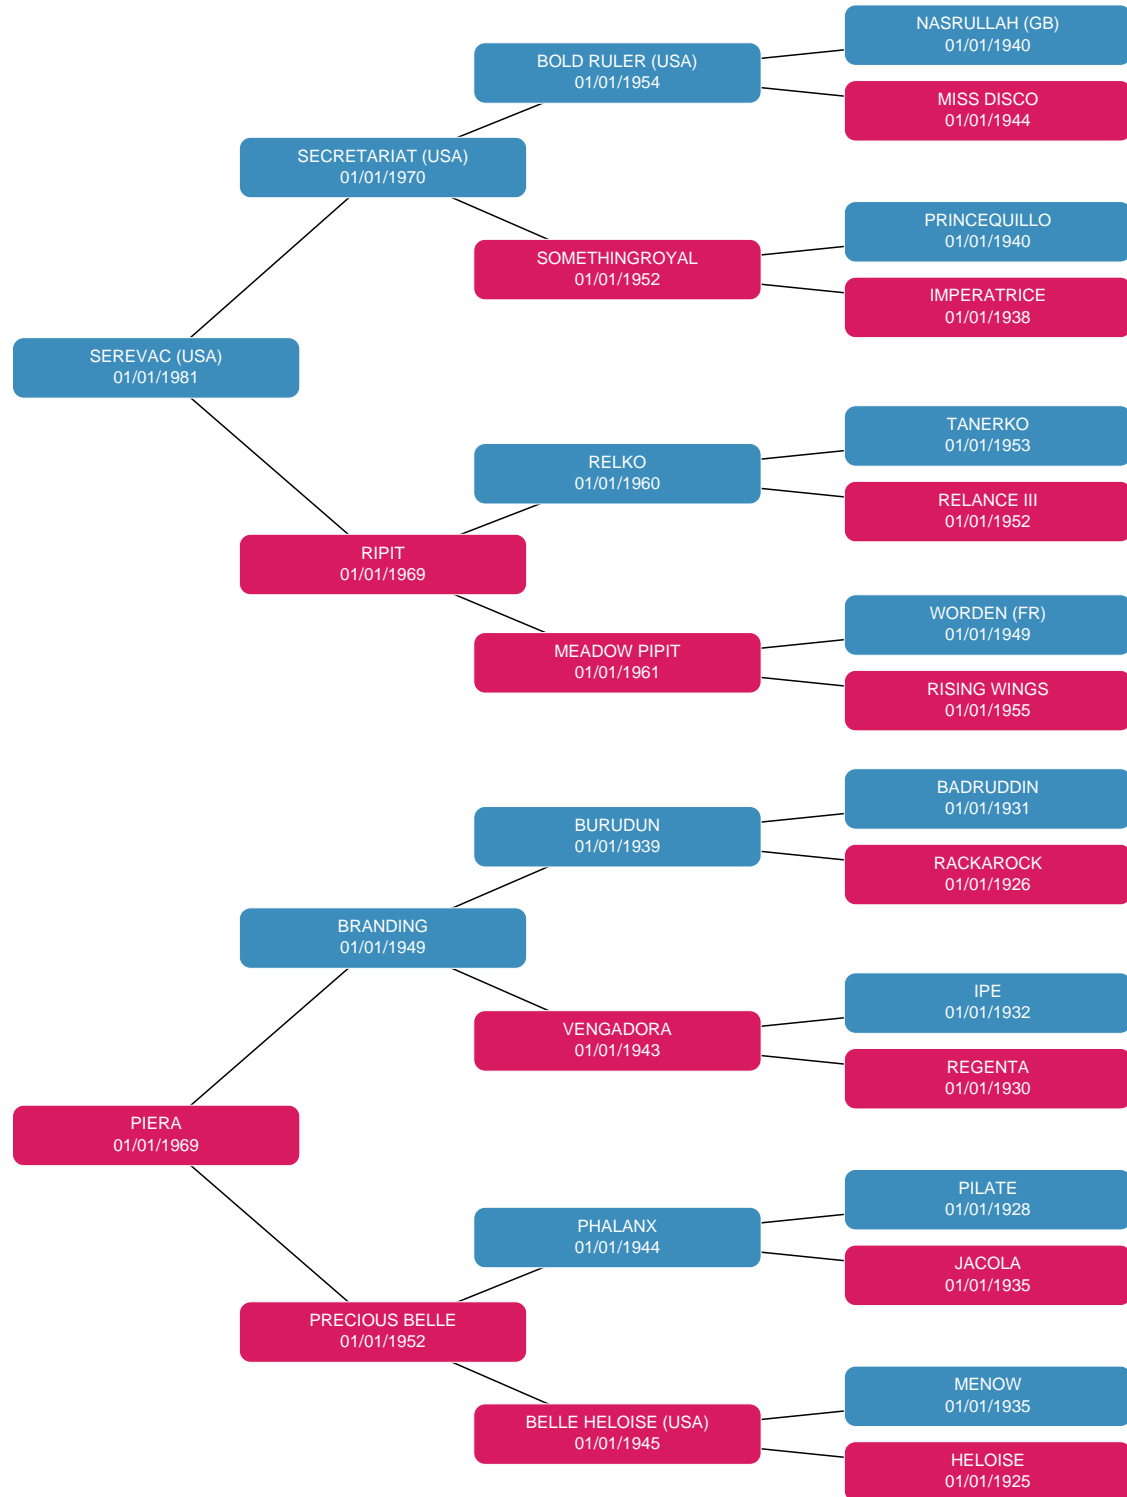 NASRULLAH (GB)
01/01/1940
BOLD RULER (USA)
01/01/1954
MISS DISCO
01/01/1944
SECRETARIAT (USA)
01/01/1970
PRINCEQUILLO
01/01/1940
SOMETHINGROYAL
01/01/1952
IMPERATRICE
01/01/1938
SEREVAC (USA)
01/01/1981
TANERKO
01/01/1953
RELKO
01/01/1960
RELANCE III
01/01/1952
RIPIT
01/01/1969
WORDEN (FR)
01/01/1949
MEADOW PIPIT
01/01/1961
RISING WINGS
01/01/1955
BADRUDDIN
01/01/1931
BURUDUN
01/01/1939
RACKAROCK
01/01/1926
BRANDING
01/01/1949
IPE
01/01/1932
VENGADORA
01/01/1943
REGENTA
01/01/1930
PIERA
01/01/1969
PILATE
01/01/1928
PHALANX
01/01/1944
JACOLA
01/01/1935
PRECIOUS BELLE
01/01/1952
MENOW
01/01/1935
BELLE HELOISE (USA)
01/01/1945
HELOISE
01/01/1925